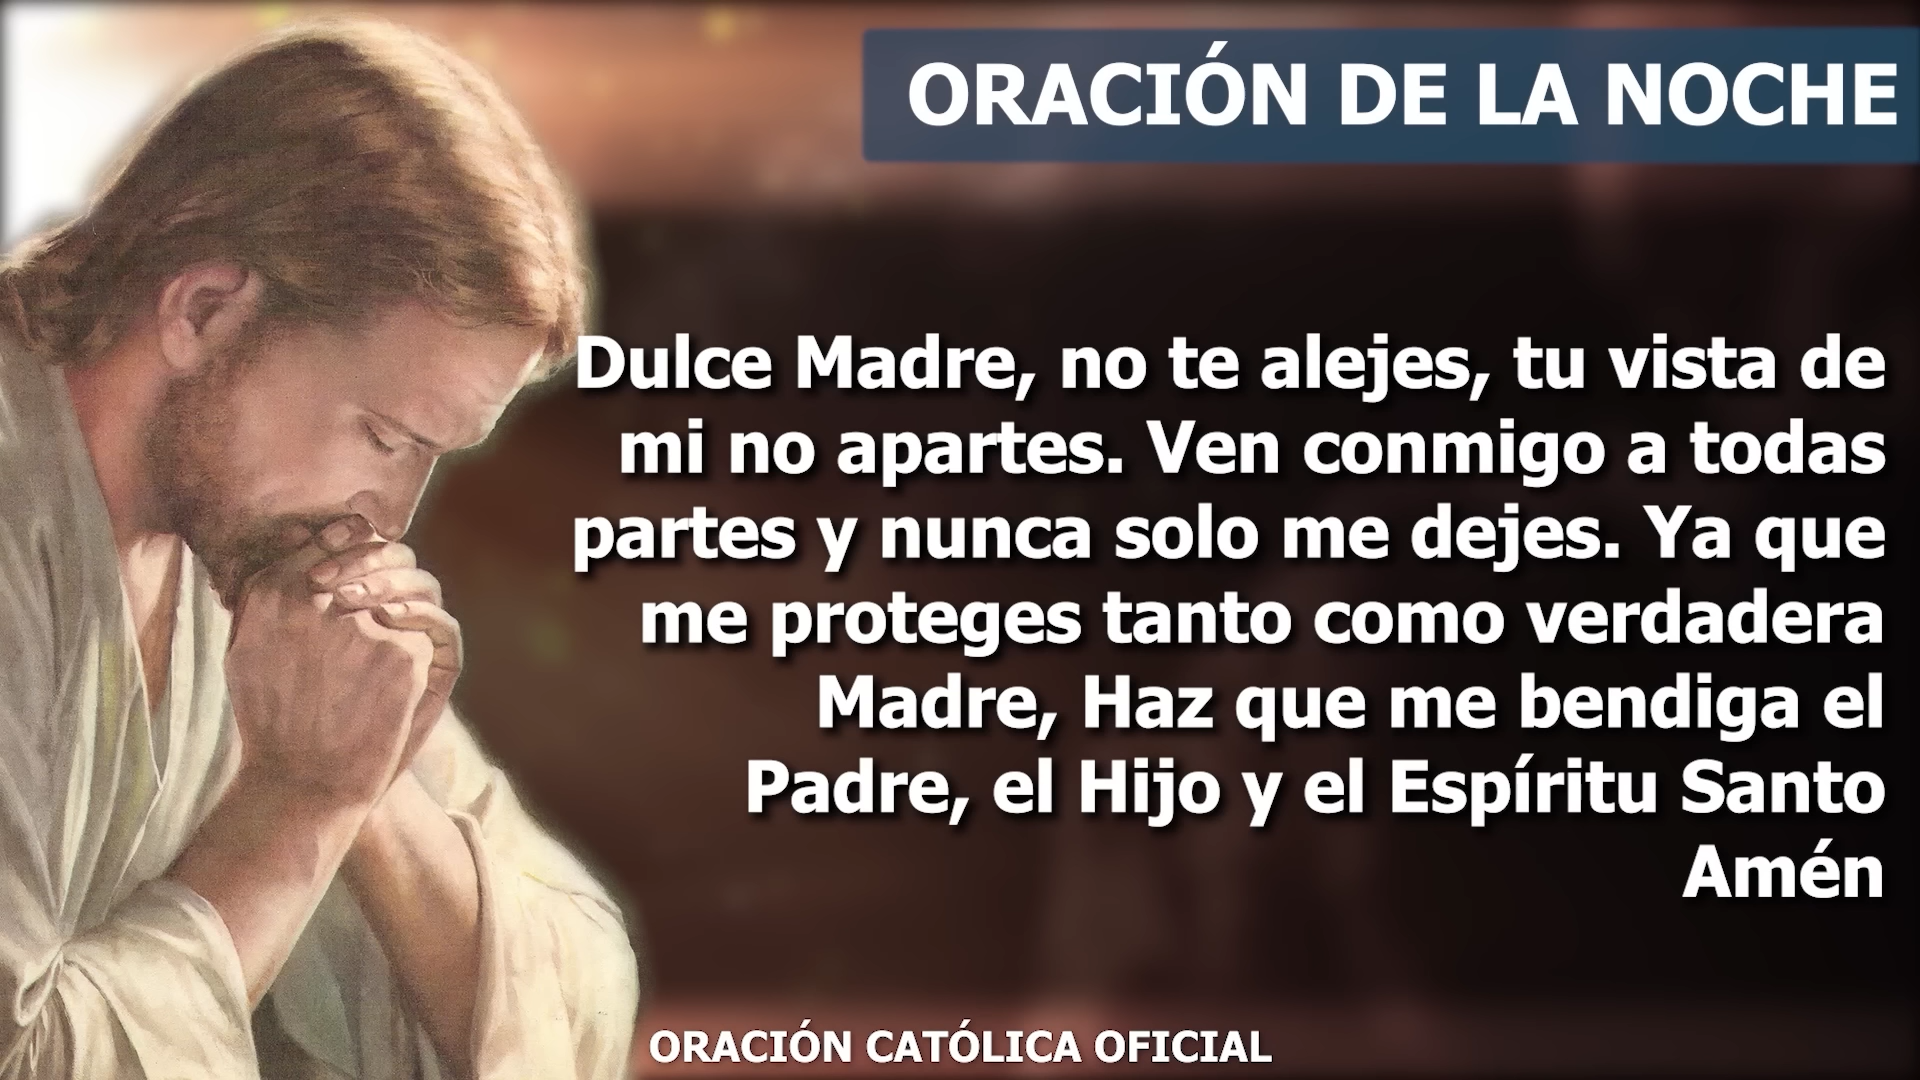 ORACIÓN DE LA NOCHE
Dulce Madre, no te alejes, tu vista de
mi no apartes. Ven conmigo a todas
partes y nunca solo me dejes. Ya que
me proteges tanto como verdadera
Madre, Haz que me bendiga el
Padre, el Hijo y el Espíritu Santo
Amén
ORACIÓN CATÓLICA OFICIAL